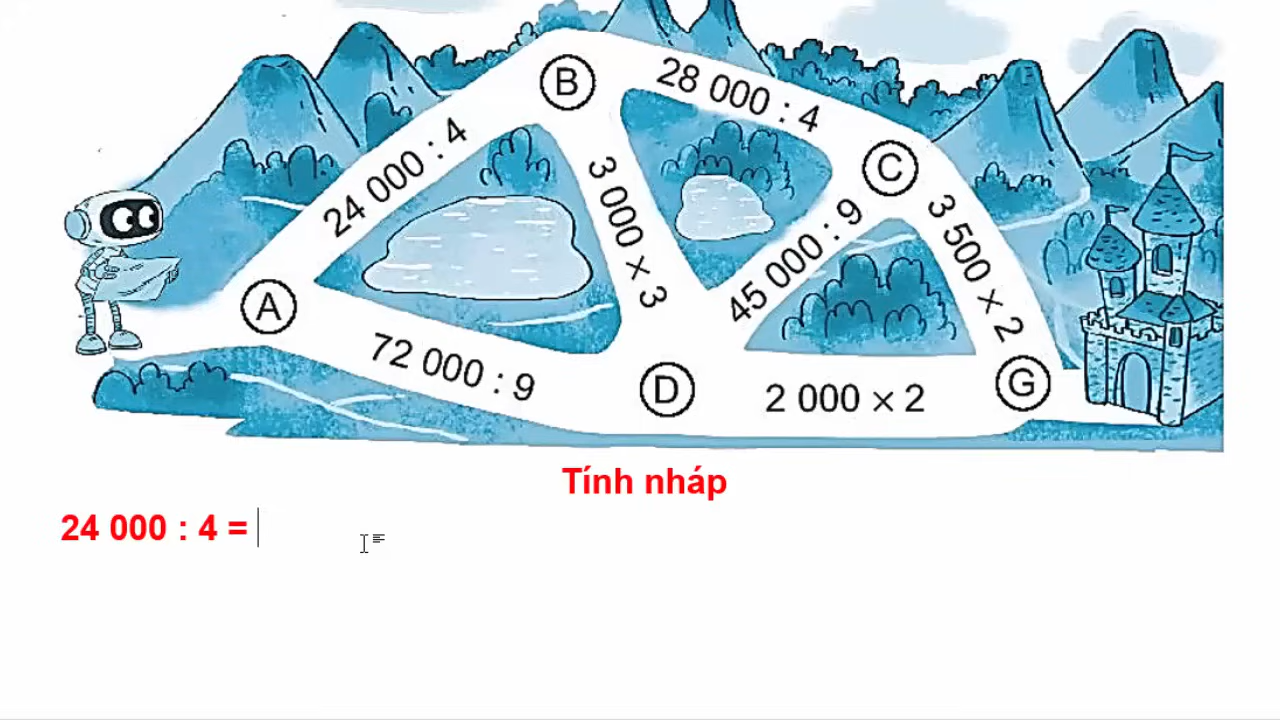 B
28 000 : 4
24 000 : 4
C
3 000 × 3
45 000 : 9
3 500 × 2
A
72 000 : 9
D
2 000 × 2
G
Tính nháp
24 000 : 4 =